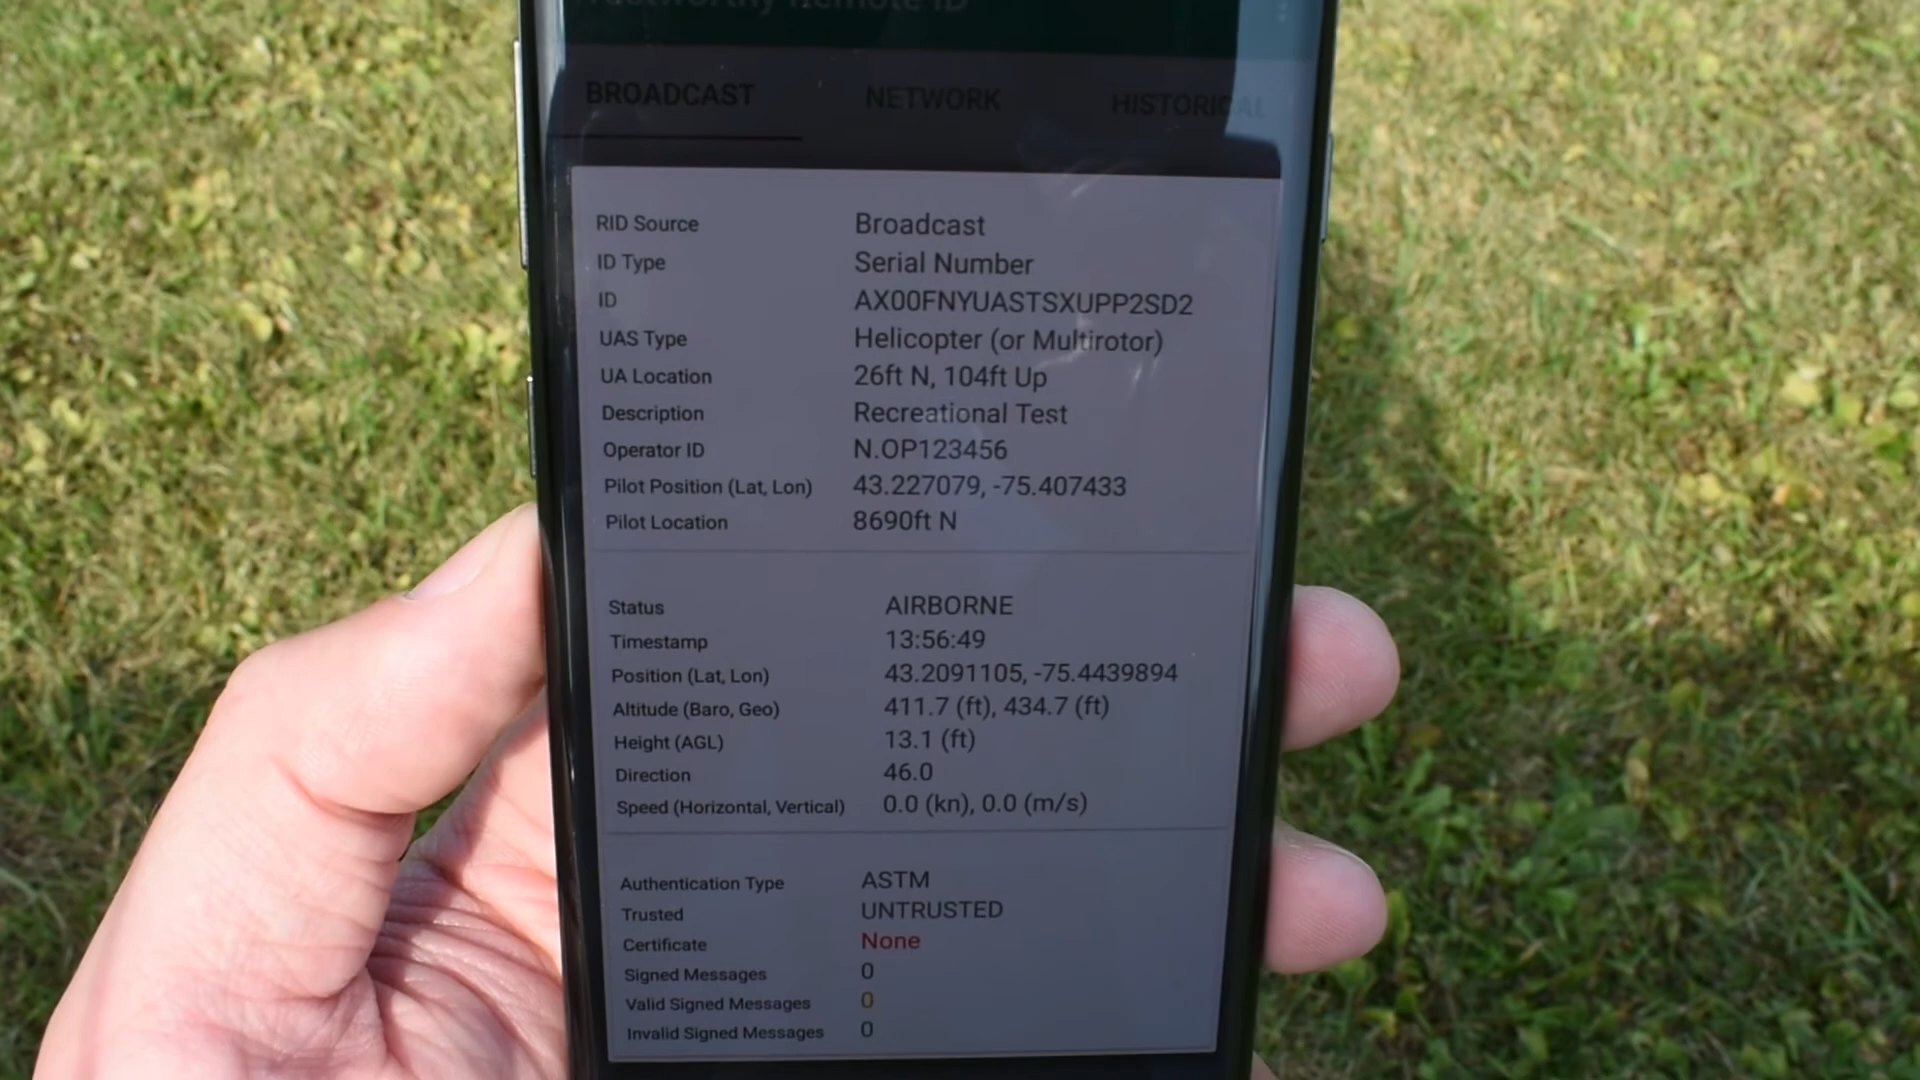 Trustworthy Remote ID
BROADCAST NETWORK HISTORICAL
RID Source Broadcast
ID Type Serial Number
ID AX00FNYUASTSXUPP2SD2
UAS Type Helicopter (or Multirotor)
UA Location 26ft N, 104ft Up
Description Recreational Test
Operator ID N.OP123456
Pilot Position (Lat, Lon) 43.227079, -75.407433
Pilot Location 8690ft N
Status AIRBORNE
Timestamp 13:56:49
Position (Lat, Lon) 43.2091105, -75.4439894
Altitude (Baro, Geo) 411.7 (ft), 434.7 (ft)
Height (AGL) 13.1 (ft)
Direction 46.0
Speed (Horizontal, Vertical) 0.0 (kn), 0.0 (m/s)
Authentication Type ASTM
Trusted UNTRUSTED
Certificate None
Signed Messages 0
Valid Signed Messages 0
Invalid Signed Messages 0